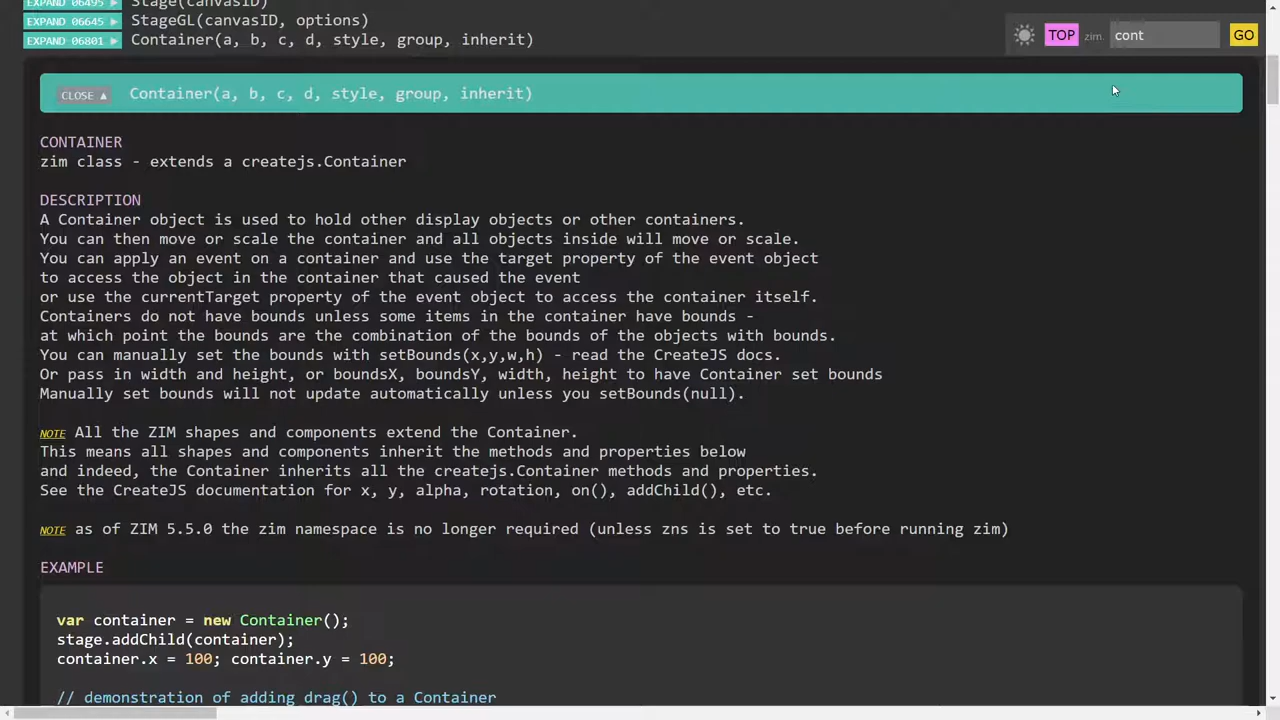 EXPAND 06495 ▶ Stage(canvasID)
EXPAND 06645 ▶ StageGL(canvasID, options)
EXPAND 06801 ▶ Container(a, b, c, d, style, group, inherit)
TOP zim. cont GO
CLOSE ▲ Container(a, b, c, d, style, group, inherit)
CONTAINER
zim class - extends a createjs.Container
DESCRIPTION
A Container object is used to hold other display objects or other containers.
You can then move or scale the container and all objects inside will move or scale.
You can apply an event on a container and use the target property of the event object
to access the object in the container that caused the event
or use the currentTarget property of the event object to access the container itself.
Containers do not have bounds unless some items in the container have bounds -
at which point the bounds are the combination of the bounds of the objects with bounds.
You can manually set the bounds with setBounds(x,y,w,h) - read the CreateJS docs.
Or pass in width and height, or boundsX, boundsY, width, height to have Container set bounds
Manually set bounds will not update automatically unless you setBounds(null).
NOTE All the ZIM shapes and components extend the Container.
This means all shapes and components inherit the methods and properties below
and indeed, the Container inherits all the createjs.Container methods and properties.
See the CreateJS documentation for x, y, alpha, rotation, on(), addChild(), etc.
NOTE as of ZIM 5.5.0 the zim namespace is no longer required (unless zns is set to true before running zim)
EXAMPLE
var container = new Container();
stage.addChild(container);
container.x = 100; container.y = 100;
// demonstration of adding drag() to a Container